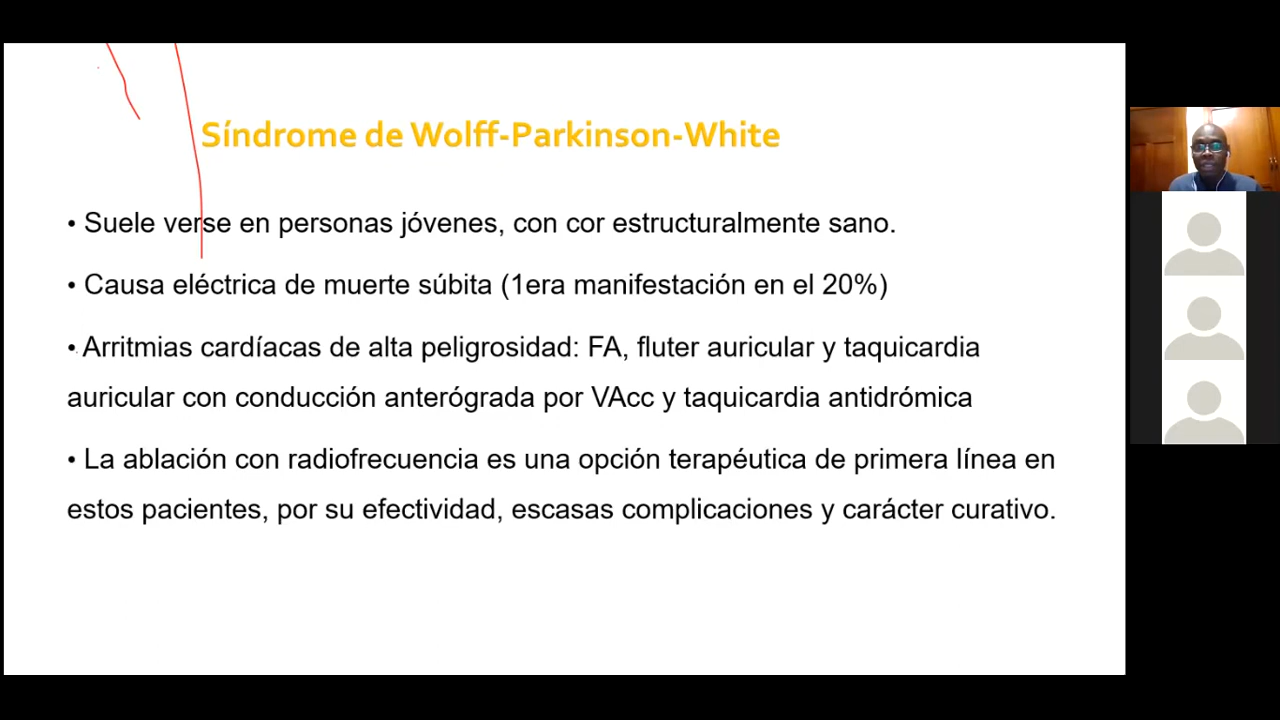 Síndrome de Wolff-Parkinson-White
• Suele verse en personas jóvenes, con cor estructuralmente sano.
• Causa eléctrica de muerte súbita (1era manifestación en el 20%)
• Arritmias cardíacas de alta peligrosidad: FA, fluter auricular y taquicardia
auricular con conducción anterógrada por VAcc y taquicardia antidrómica
• La ablación con radiofrecuencia es una opción terapéutica de primera línea en
estos pacientes, por su efectividad, escasas complicaciones y carácter curativo.